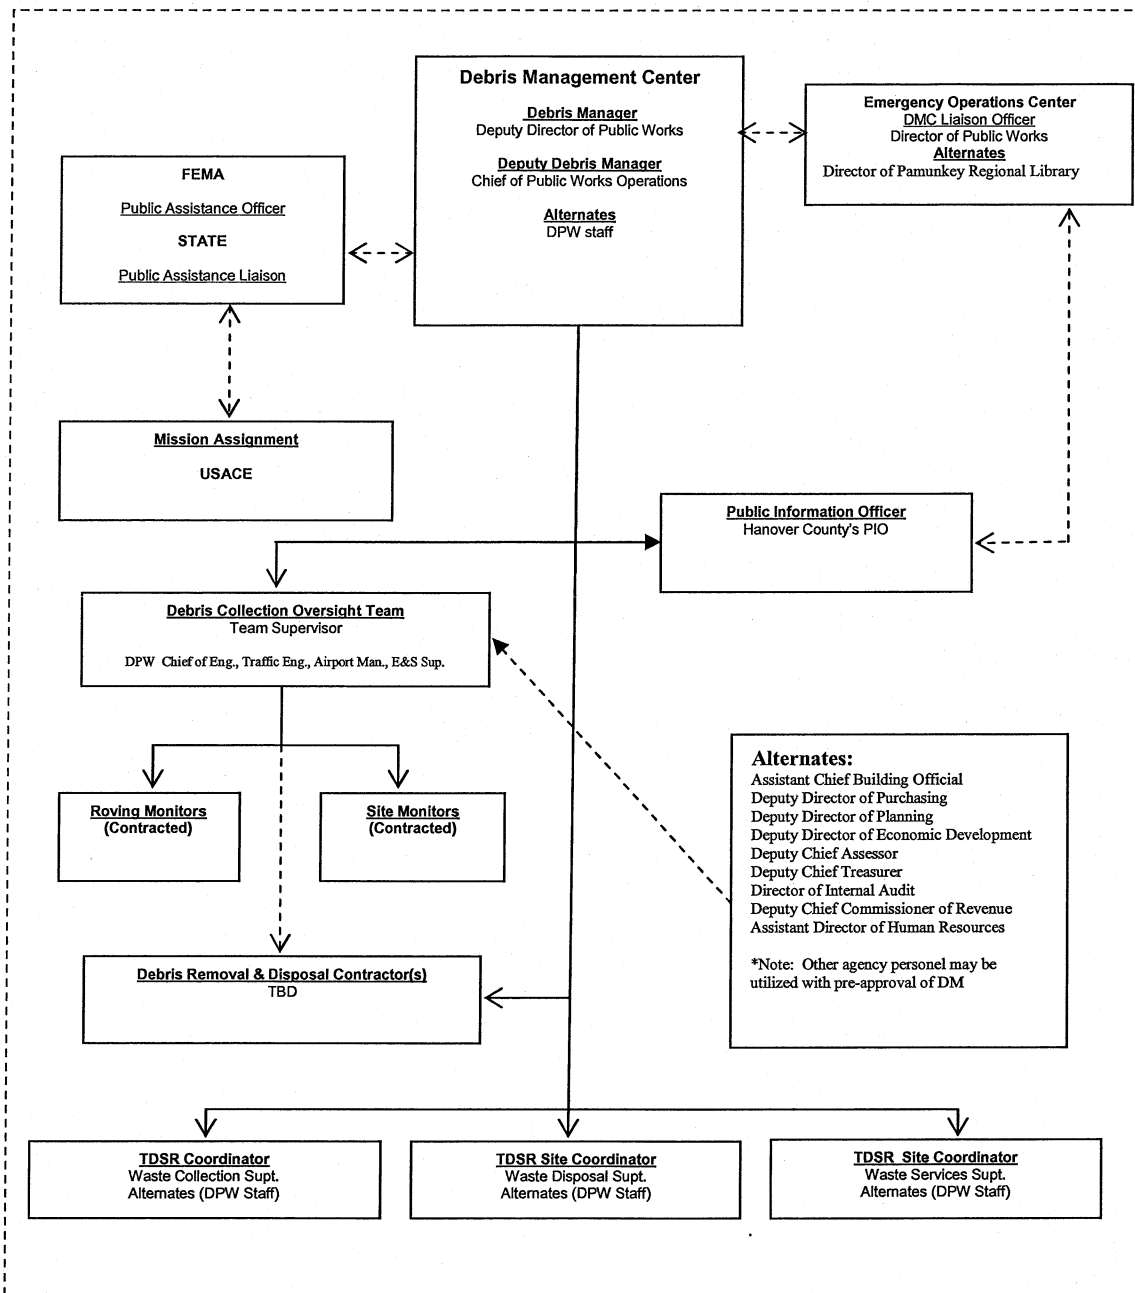 Debris Management Center
Debris Manager
Deputy Director of Public Works
Deputy Debris Manager
Chief of Public Works Operations
Alternates
DPW staff
Emergency Operations Center
DMC Liaison Officer
Director of Public Works
Alternates
Director of Pamunkey Regional Library
FEMA
Public Assistance Officer
STATE
Public Assistance Liaison
Mission Assignment
USACE
Public Information Officer
Hanover County's PIO
Debris Collection Oversight Team
Team Supervisor
DPW Chief of Eng., Traffic Eng., Airport Man., E&S Sup.
Roving Monitors
(Contracted)
Site Monitors
(Contracted)
Alternates:
Assistant Chief Building Official
Deputy Director of Purchasing
Deputy Director of Planning
Deputy Director of Economic Development
Deputy Chief Assessor
Deputy Chief Treasurer
Director of Internal Audit
Deputy Chief Commissioner of Revenue
Assistant Director of Human Resources
*Note: Other agency personel may be
utilized with pre-approval of DM
Debris Removal & Disposal Contractor(s)
TBD
TDSR Coordinator
Waste Collection Supt.
Alternates (DPW Staff)
TDSR Site Coordinator
Waste Disposal Supt.
Alternates (DPW Staff)
TDSR Site Coordinator
Waste Services Supt.
Alternates (DPW Staff)